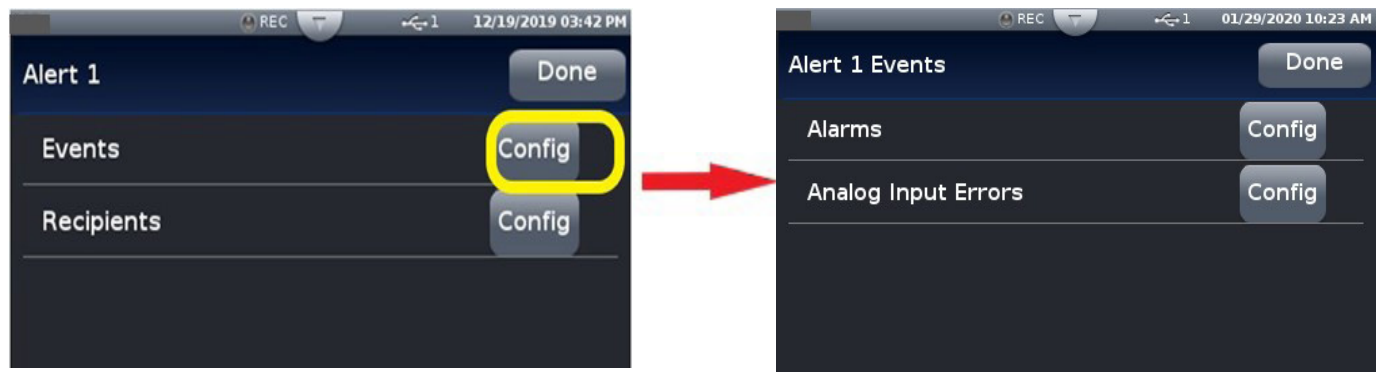 REC 1 12/19/2019 03:42 PM
Alert 1 Done
Events Config
Recipients Config
REC 1 01/29/2020 10:23 AM
Alert 1 Events Done
Alarms Config
Analog Input Errors Config